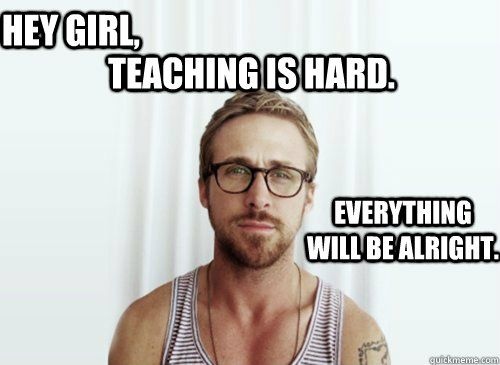 HEY GIRL,
TEACHING IS HARD.
EVERYTHING
WILL BE ALRIGHT.
quickmeme.com